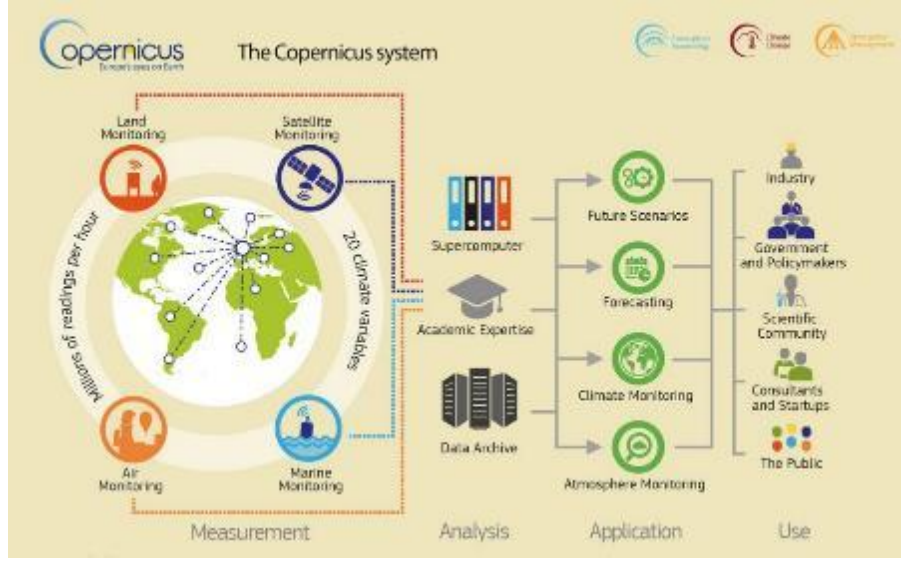 Copernicus
Europe's eyes on Earth
The Copernicus system
Climate
Change
Land
Monitoring
Satellite
Monitoring
Millions of readings per hour
20 climate variables
Air
Monitoring
Marine
Monitoring
Supercomputer
Academic Expertise
Data Archive
Future Scenarios
Forecasting
Climate Monitoring
Atmosphere Monitoring
Industry
Government
and Policymakers
Scientific
Community
Consultants
and Startups
The Public
Measurement
Analysis
Application
Use